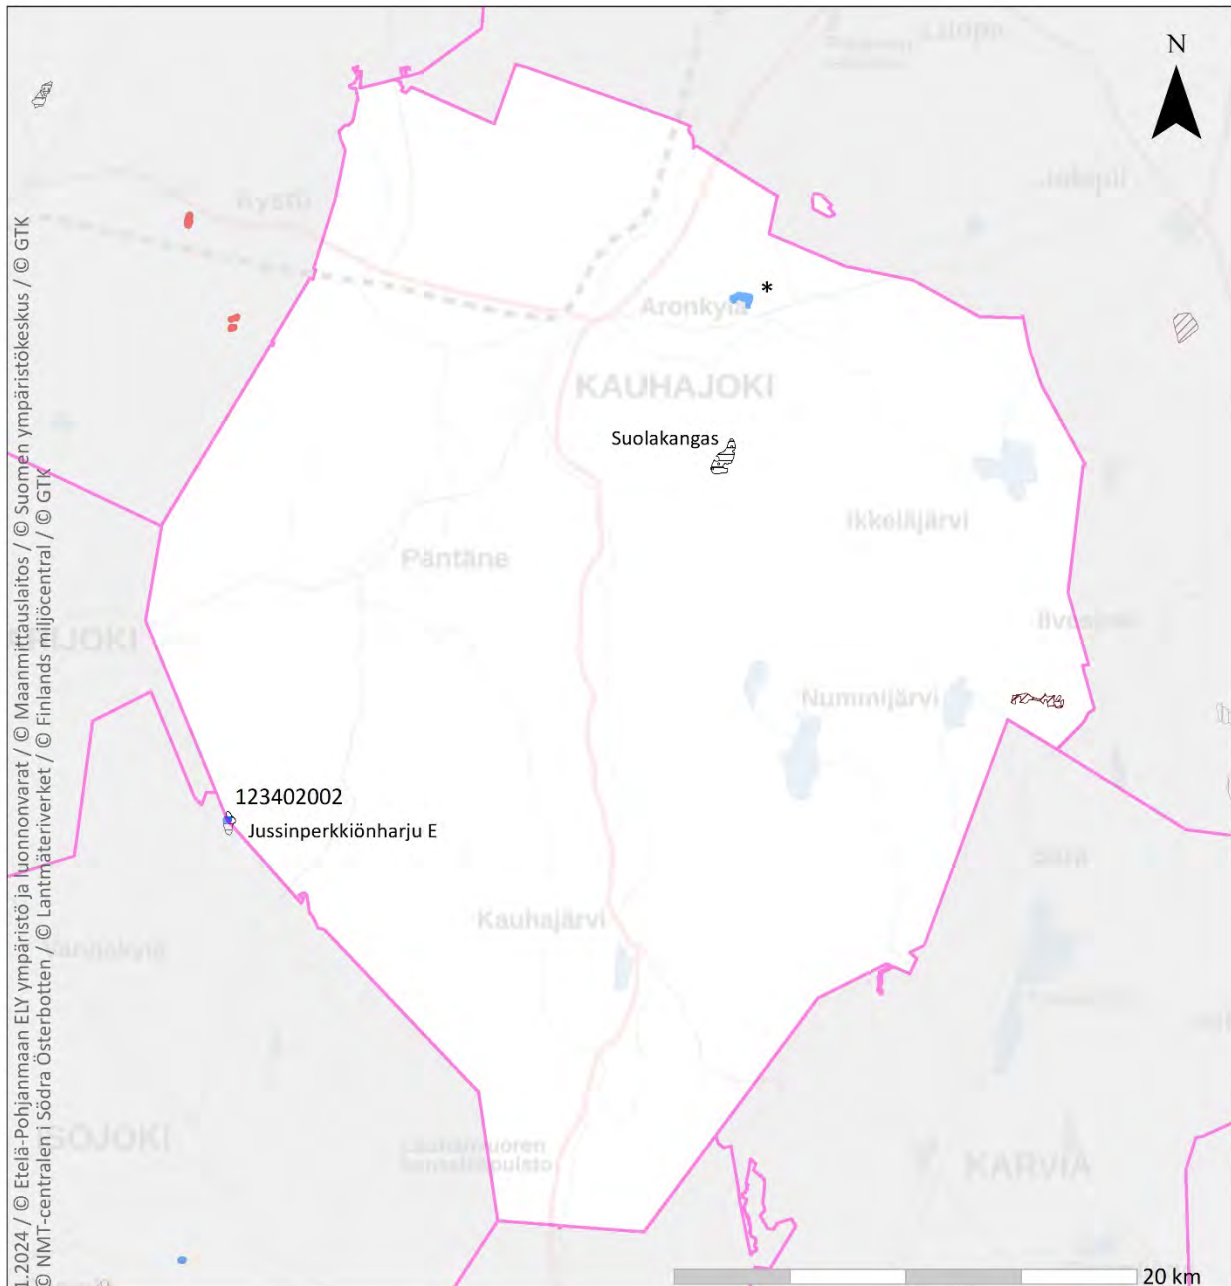 N
Aronkylä
*
KAUHAJOKI
Suolakangas
Ikkeläjärvi
Päntäne
Nummijärvi
123402002
Jussinperkkiönharju E
Kauhajärvi
KARVIA
20 km
1.2024 / © Etelä-Pohjanmaan ELY ympäristö ja luonnonvarat / © Maanmittauslaitos / © Suomen ympäristökeskus / © GTK
© NMT-centralen i Södra Österbotten / © Lantmäteriverket / © Finlands miljöcentral / © GTK